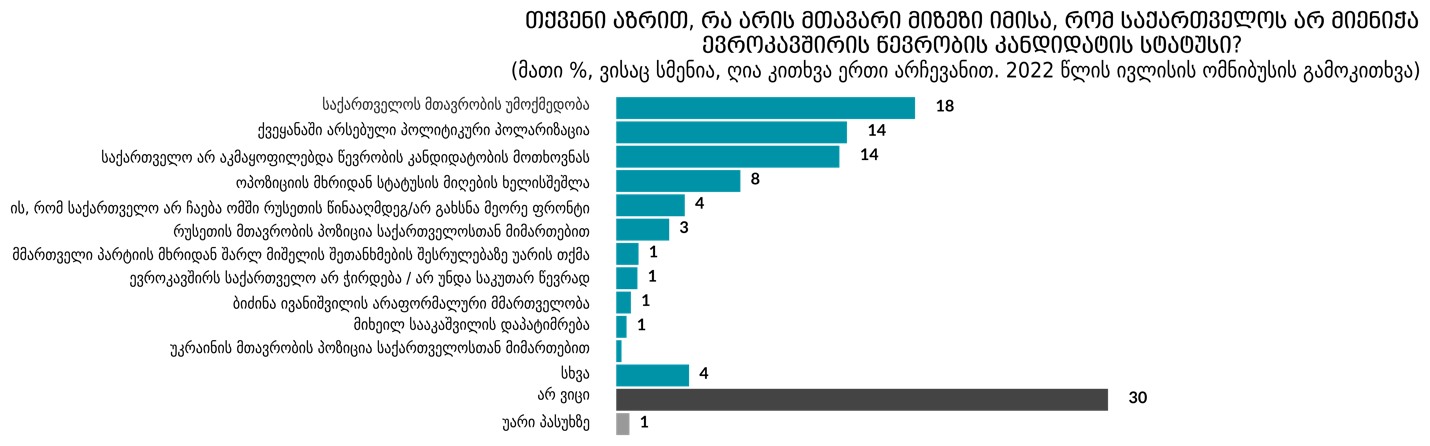 თქვენი აზრით, რა არის მთავარი მიზეზი იმისა, რომ საქართველოს არ მიენიჭა
ევროკავშირის წევრობის კანდიდატის სტატუსი?
(მათი %, ვისაც სმენია, ღია კითხვა ერთი არჩევანით. 2022 წლის ივლისის ომნიბუსის გამოკითხვა)
საქართველოს მთავრობის უმოქმედობა 18
ქვეყანაში არსებული პოლიტიკური პოლარიზაცია 14
საქართველო არ აკმაყოფილებდა წევრობის კანდიდატობის მოთხოვნას 14
ოპოზიციის მხრიდან სტატუსის მიღების ხელისშეშლა 8
ის, რომ საქართველო არ ჩაება ომში რუსეთის წინააღმდეგ/არ გახსნა მეორე ფრონტი 4
რუსეთის მთავრობის პოზიცია საქართველოსთან მიმართებით 3
მმართველი პარტიის მხრიდან შარლ მიშელის შეთანხმების შესრულებაზე უარის თქმა 1
ევროკავშირს საქართველო არ ჭირდება / არ უნდა საკუთარ წევრად 1
ბიძინა ივანიშვილის არაფორმალური მმართველობა 1
მიხეილ სააკაშვილის დაპატიმრება 1
უკრაინის მთავრობის პოზიცია საქართველოსთან მიმართებით
სხვა 4
არ ვიცი 30
უარი პასუხზე 1